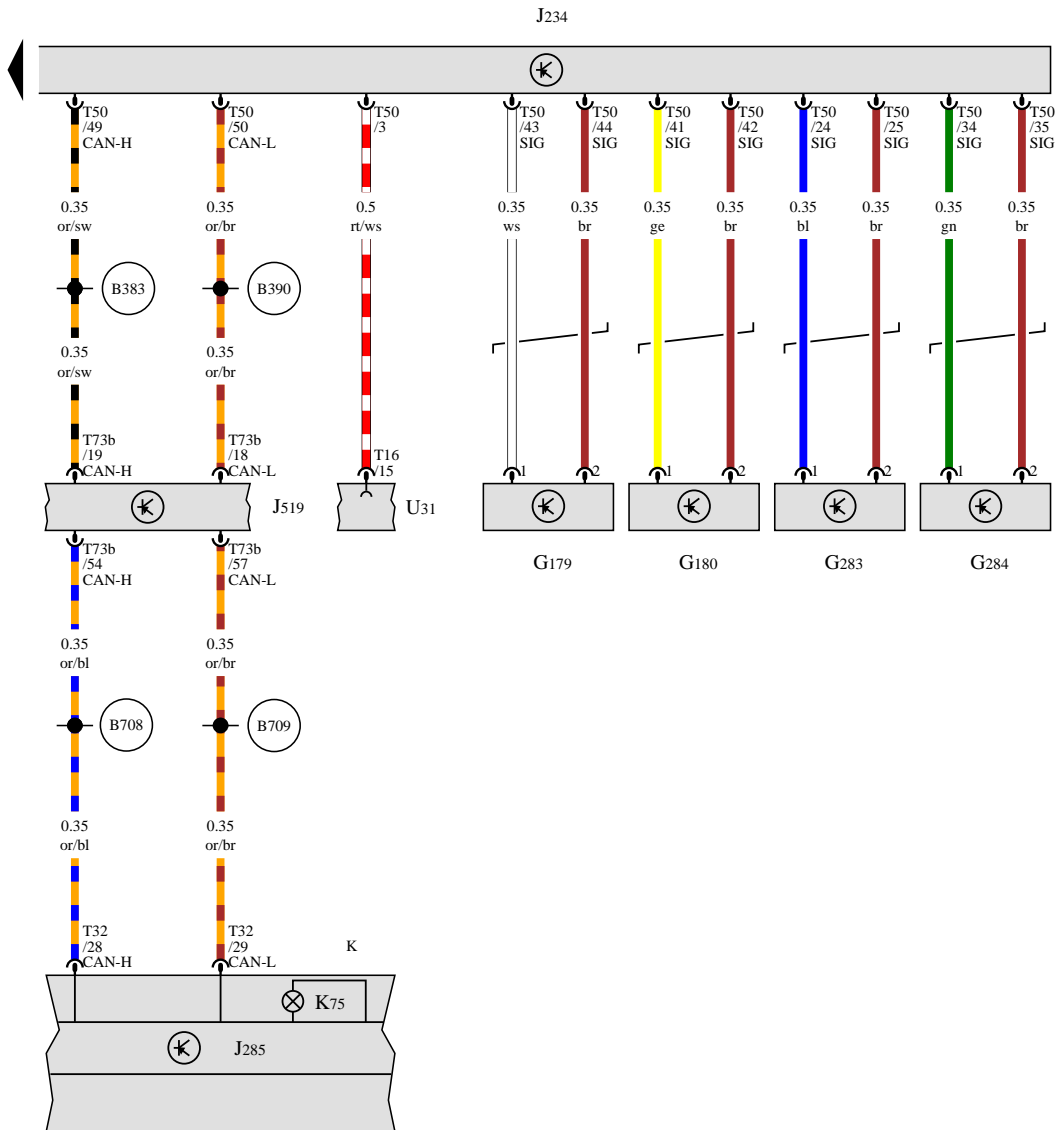 J234
T50 T50 T50 T50 T50 T50 T50 T50 T50 T50 T50
/49 /50 /3 /43 /44 /41 /42 /24 /25 /34 /35
CAN-H CAN-L SIG SIG SIG SIG SIG SIG SIG SIG
0.35 0.35 0.5 0.35 0.35 0.35 0.35 0.35 0.35 0.35 0.35
or/sw or/br rt/ws ws br ge br bl br gn br
B383 B390
0.35 0.35
or/sw or/br
T73b T73b T16
/19 /18 /15
CAN-H CAN-L 1 2 1 2 1 2 1 2
J519 U31
T73b T73b
/54 /57 G179 G180 G283 G284
CAN-H CAN-L
0.35 0.35
or/bl or/br
B708 B709
0.35 0.35
or/bl or/br
T32 T32
/28 /29 K
CAN-H CAN-L
K75
J285